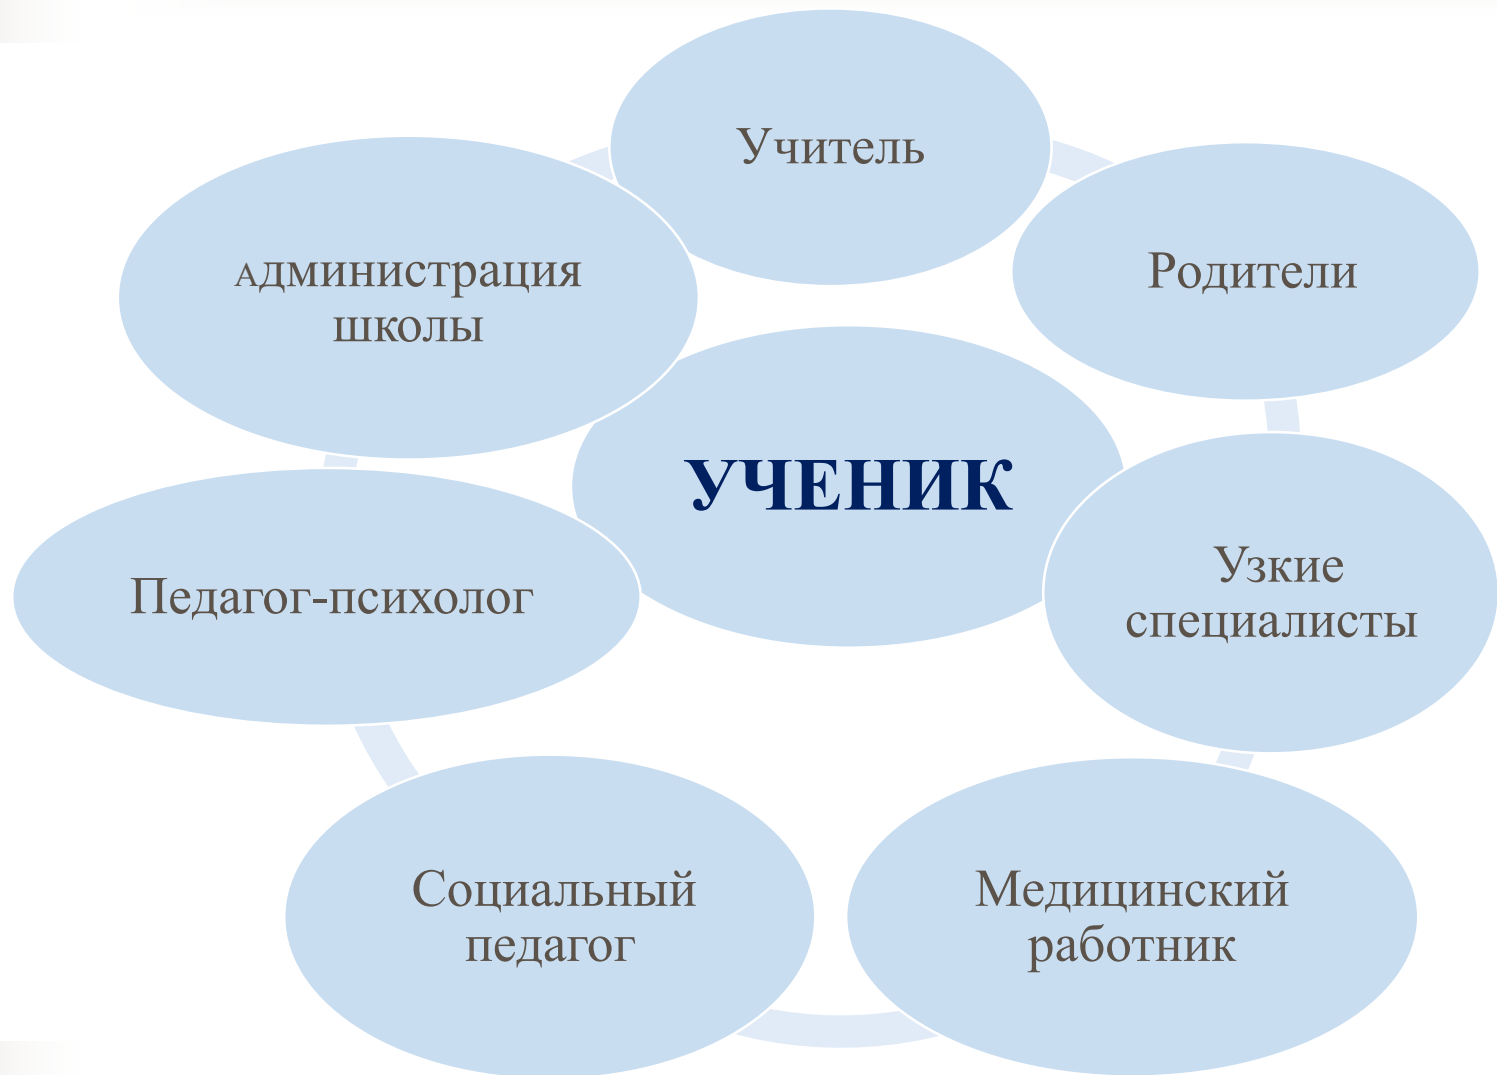 Учитель
Родители
Администрация
школы
УЧЕНИК
Узкие
специалисты
Педагог-психолог
Социальный
педагог
Медицинский
работник